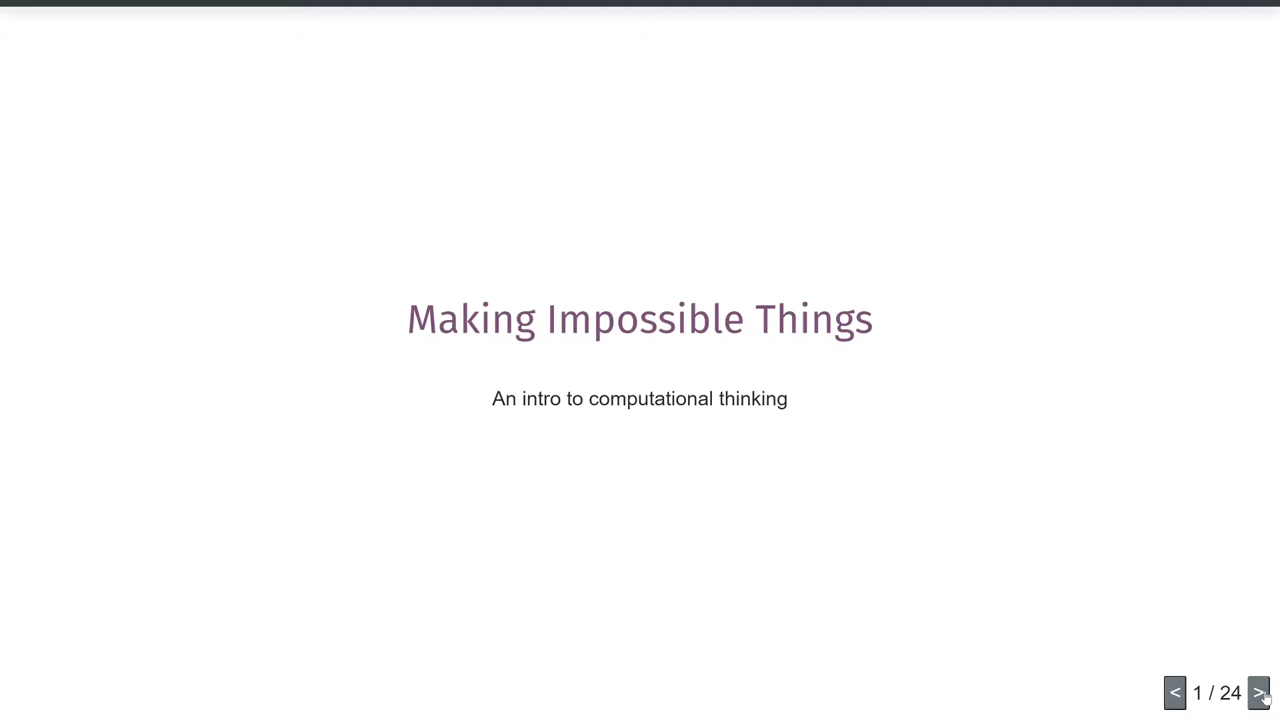 Making Impossible Things
An intro to computational thinking
< 1 / 24 >